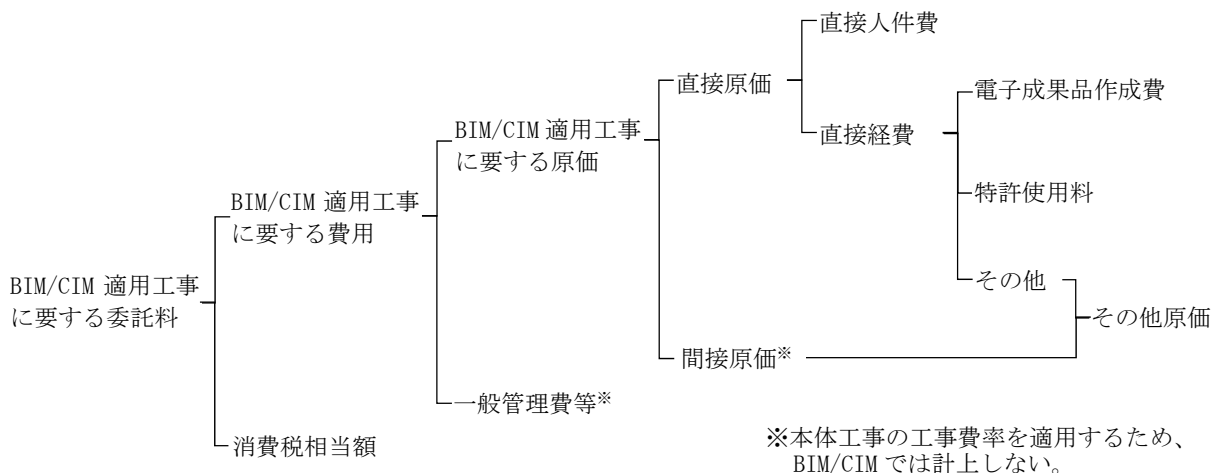 直接人件費
直接原価
電子成果品作成費
BIM/CIM 適用工事
に要する原価
直接経費
BIM/CIM 適用工事
に要する費用
特許使用料
BIM/CIM 適用工事
に要する委託料
その他
その他原価
間接原価※
一般管理費等※
消費税相当額
※本体工事の工事費率を適用するため、
BIM/CIM では計上しない。